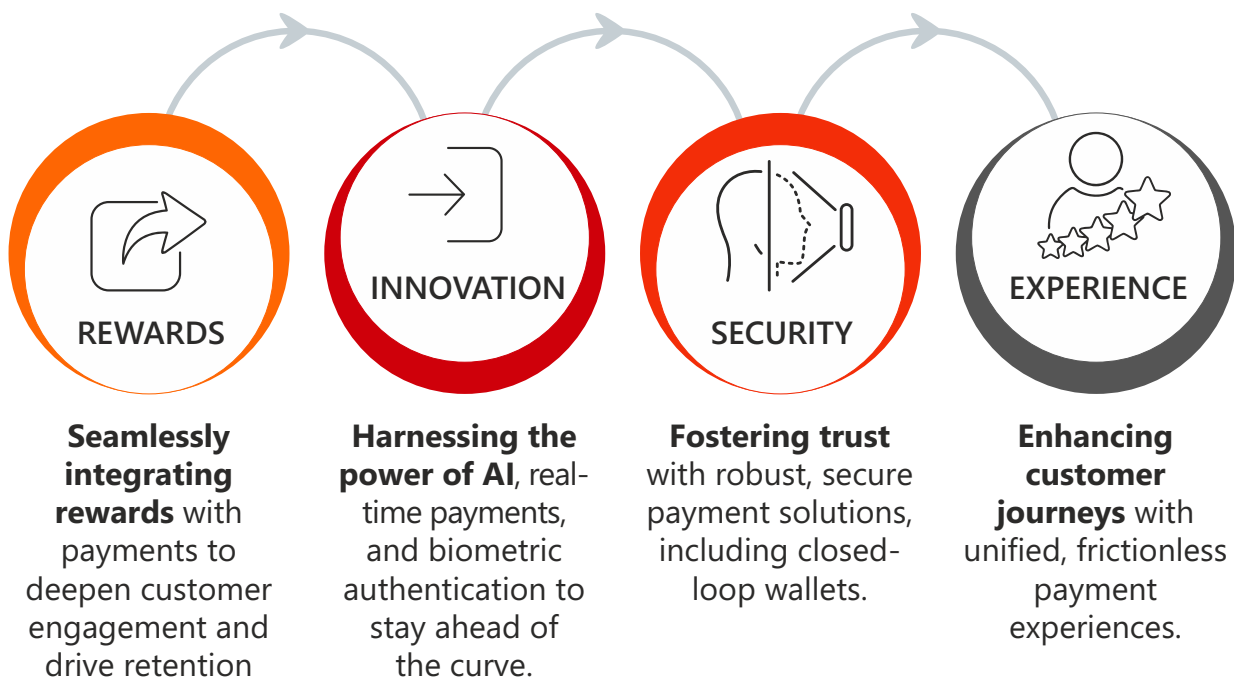 REWARDS
Seamlessly
integrating
rewards with
payments to
deepen customer
engagement and
drive retention
INNOVATION
Harnessing the
power of AI, real-
time payments,
and biometric
authentication to
stay ahead of
the curve.
SECURITY
Fostering trust
with robust, secure
payment solutions,
including closed-
loop wallets.
EXPERIENCE
Enhancing
customer
journeys with
unified, frictionless
payment
experiences.